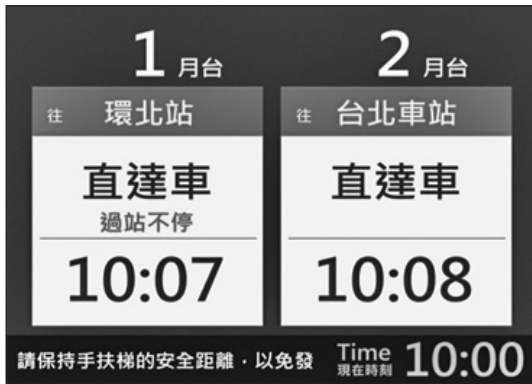 1 月台
往 環北站
直達車
過站不停
10:07
2 月台
往 台北車站
直達車
10:08
請保持手扶梯的安全距離，以免發
Time
現在時刻
10:00